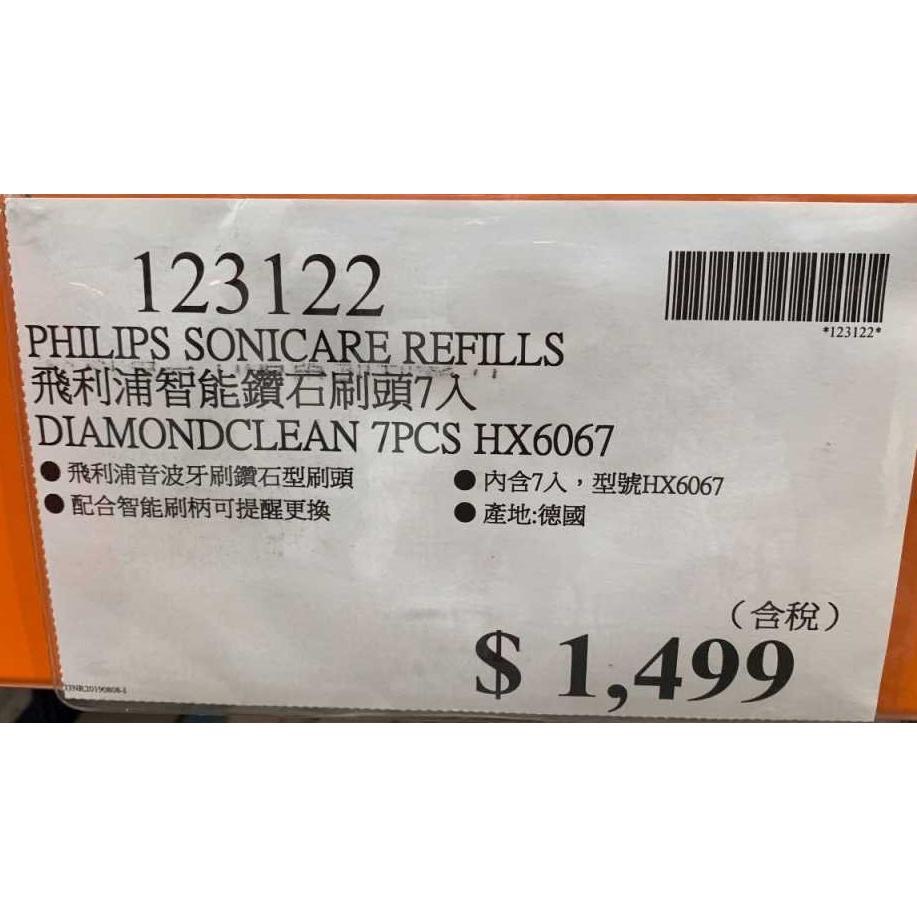 123122
*123122*
PHILIPS SONICARE REFILLS
飛利浦智能鑽石刷頭7入
DIAMONDCLEAN 7PCS HX6067
● 飛利浦音波牙刷鑽石型刷頭
● 配合智能刷柄可提醒更換
● 內含7入，型號HX6067
● 產地:德國
（含稅）
$ 1,499